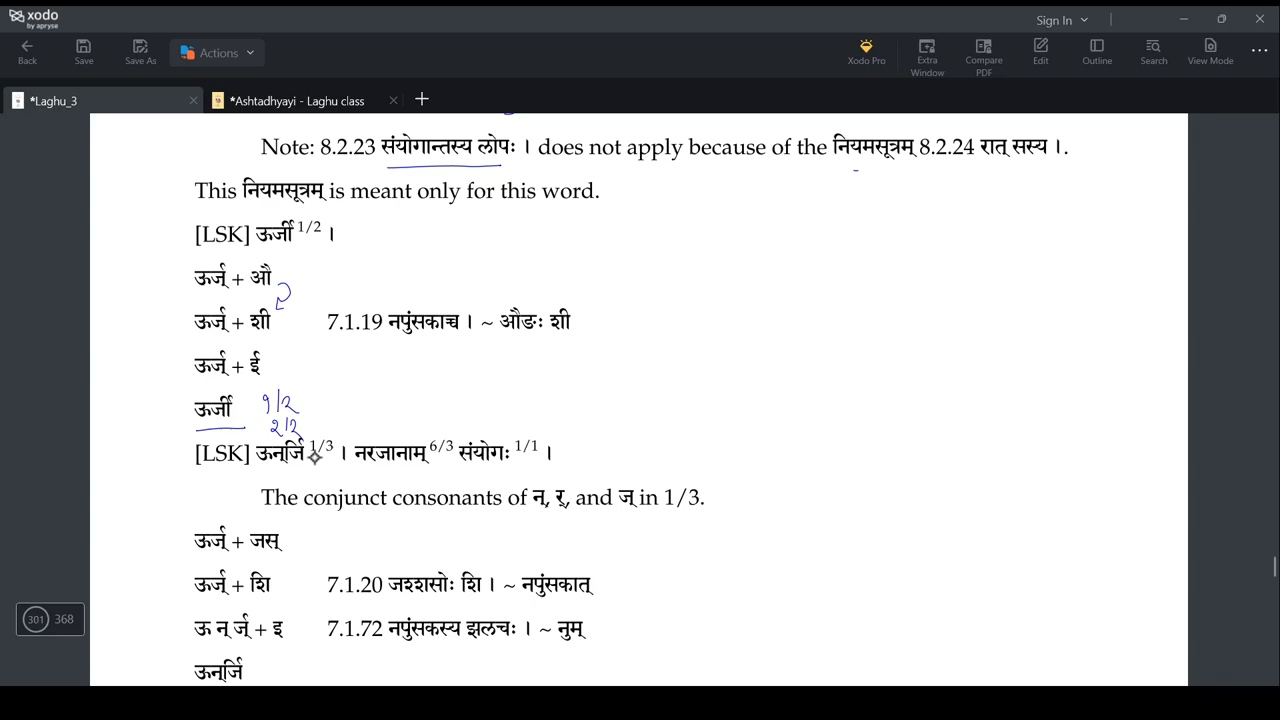 xodo
by apryse
Sign In
Back
Save
Save As
Actions
Xodo Pro
Extra Window
Compare PDF
Edit
Outline
Search
View Mode
*Laghu_3
*Ashtadhyayi - Laghu class
Note: 8.2.23 संयोगान्तस्य लोपः । does not apply because of the नियमसूत्रम् 8.2.24 रात् सस्य ।.
This नियमसूत्रम् is meant only for this word.
[LSK] ऊर्जी 1/2 ।
ऊर्ज् + औ
ऊर्ज् + शी 7.1.19 नपुंसकाच्च । ~ औङः शी
ऊर्ज् + ई
ऊर्जी १/2
2/2
[LSK] ऊन्र्जि 1/3 । नरजानाम् 6/3 संयोगः 1/1 ।
The conjunct consonants of न्, र्, and ज् in 1/3.
ऊर्ज् + जस्
ऊर्ज् + शि 7.1.20 जश्शसोः शि । ~ नपुंसकात्
301 368
ऊ न् र्ज् + इ 7.1.72 नपुंसकस्य झलचः । ~ नुम्
ऊन्र्जि